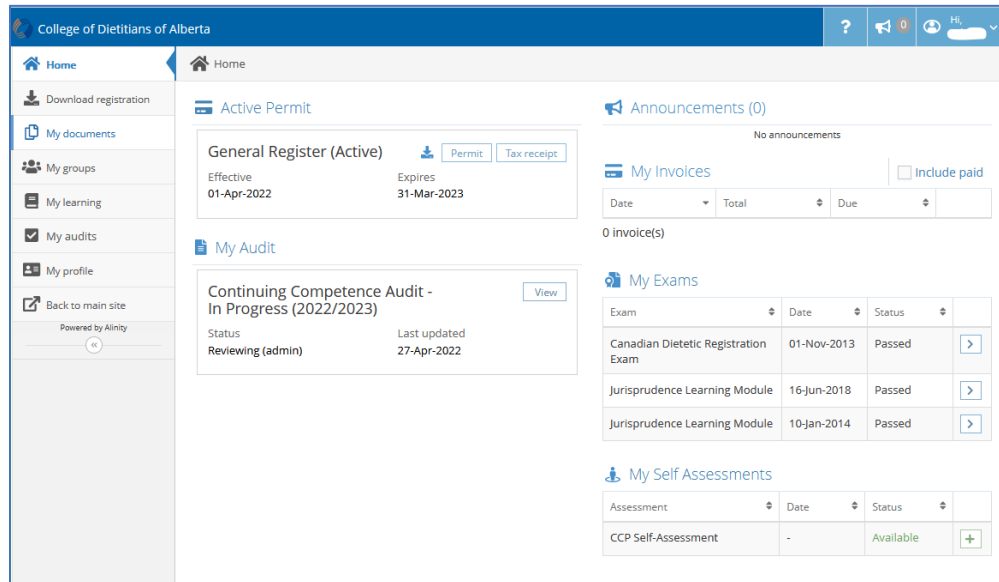 College of Dietitians of Alberta
? 0 Hi,
Home
Download registration
My documents
My groups
My learning
My audits
My profile
Back to main site
Powered by Alinity
Home
Active Permit
General Register (Active) Permit Tax receipt
Effective Expires
01-Apr-2022 31-Mar-2023
My Audit
Continuing Competence Audit - View
In Progress (2022/2023)
Status Last updated
Reviewing (admin) 27-Apr-2022
Announcements (0)
No announcements
My Invoices Include paid
Date Total Due
0 invoice(s)
My Exams
Exam Date Status
Canadian Dietetic Registration 01-Nov-2013 Passed
Exam
Jurisprudence Learning Module 16-Jun-2018 Passed
Jurisprudence Learning Module 10-Jan-2014 Passed
My Self Assessments
Assessment Date Status
CCP Self-Assessment - Available